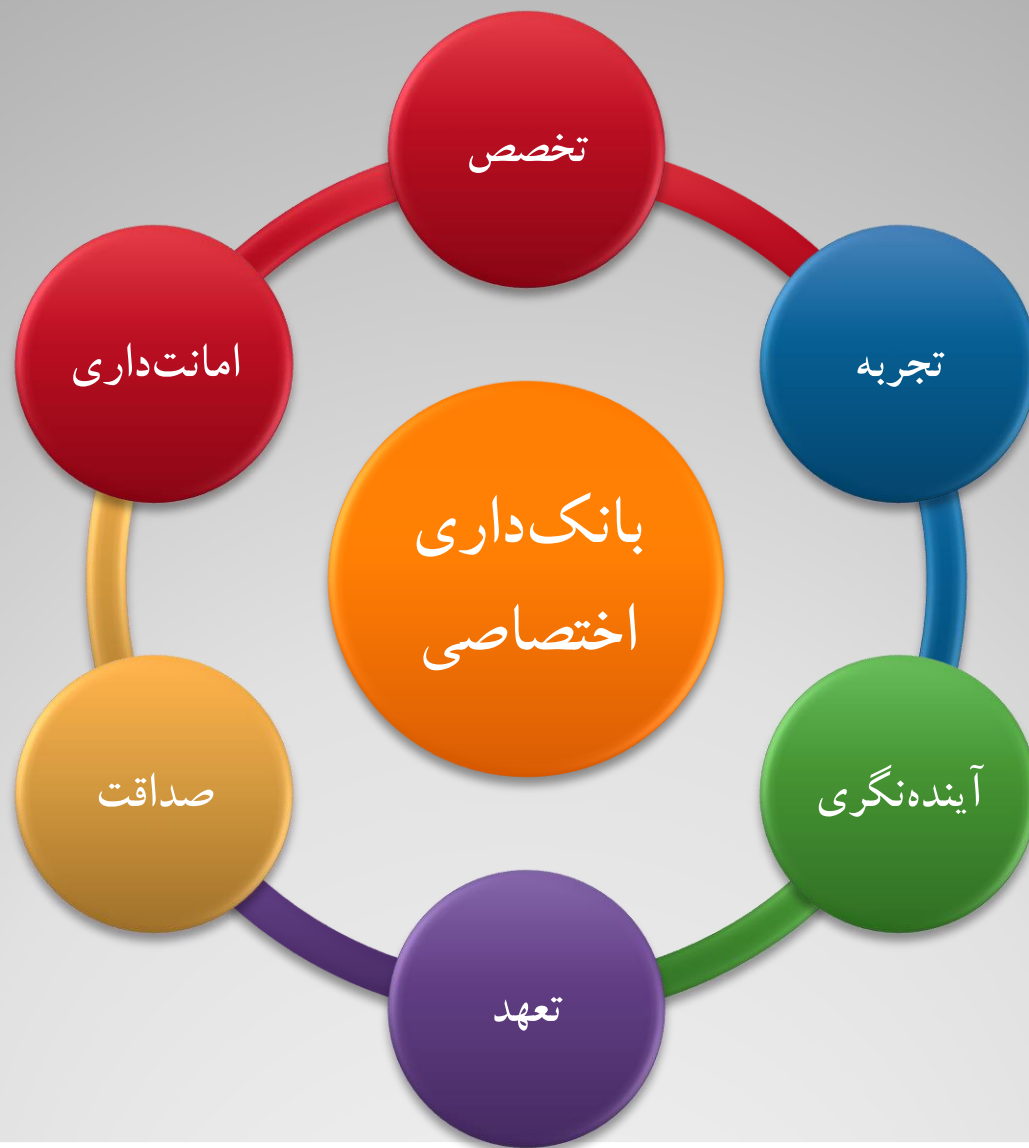 تخصص
تجربه
امانت‌داری
بانک‌داری
اختصاصی
آینده‌نگری
صداقت
تعهد